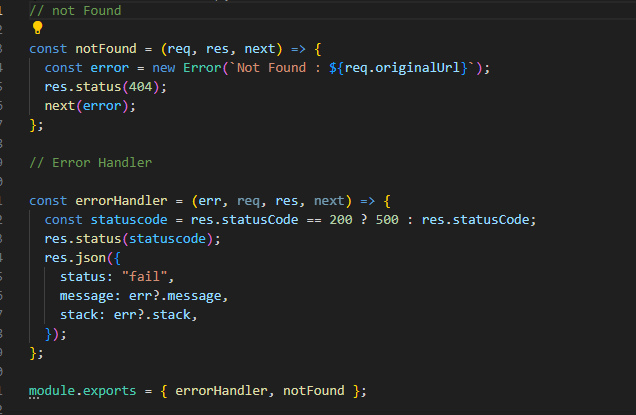 // not Found
const notFound = (req, res, next) => {
const error = new Error(`Not Found : ${req.originalUrl}`);
res.status(404);
next(error);
};
// Error Handler
const errorHandler = (err, req, res, next) => {
const statuscode = res.statusCode == 200 ? 500 : res.statusCode;
res.status(statuscode);
res.json({
status: "fail",
message: err?.message,
stack: err?.stack,
});
};
module.exports = { errorHandler, notFound };